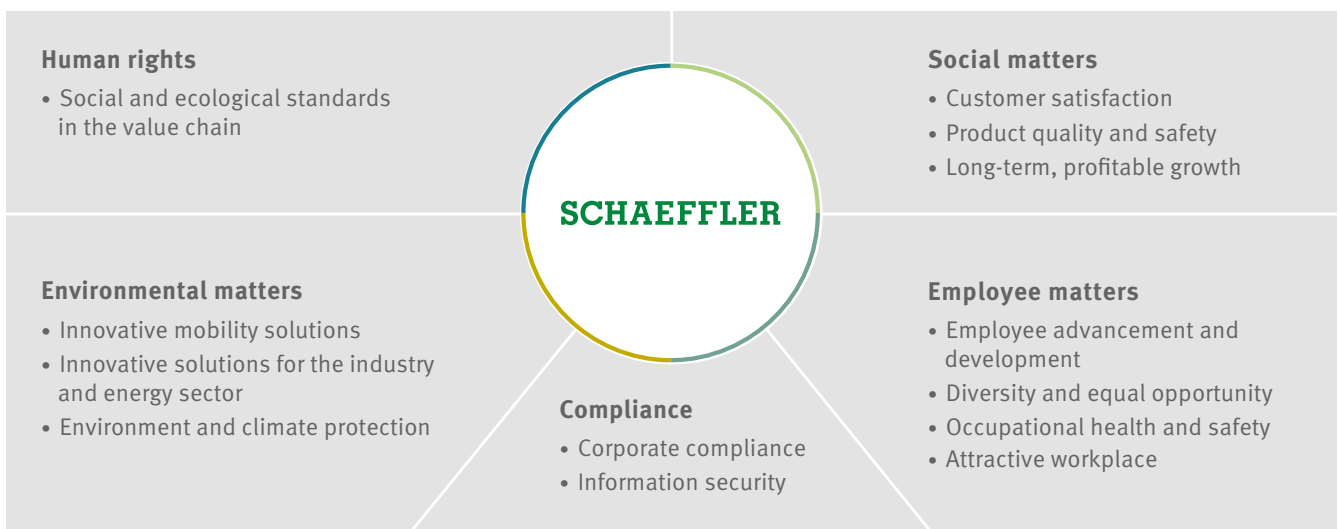 Human rights
• Social and ecological standards
in the value chain
Social matters
• Customer satisfaction
• Product quality and safety
• Long-term, profitable growth
SCHAEFFLER
Environmental matters
• Innovative mobility solutions
• Innovative solutions for the industry
and energy sector
• Environment and climate protection
Compliance
• Corporate compliance
• Information security
Employee matters
• Employee advancement and
development
• Diversity and equal opportunity
• Occupational health and safety
• Attractive workplace